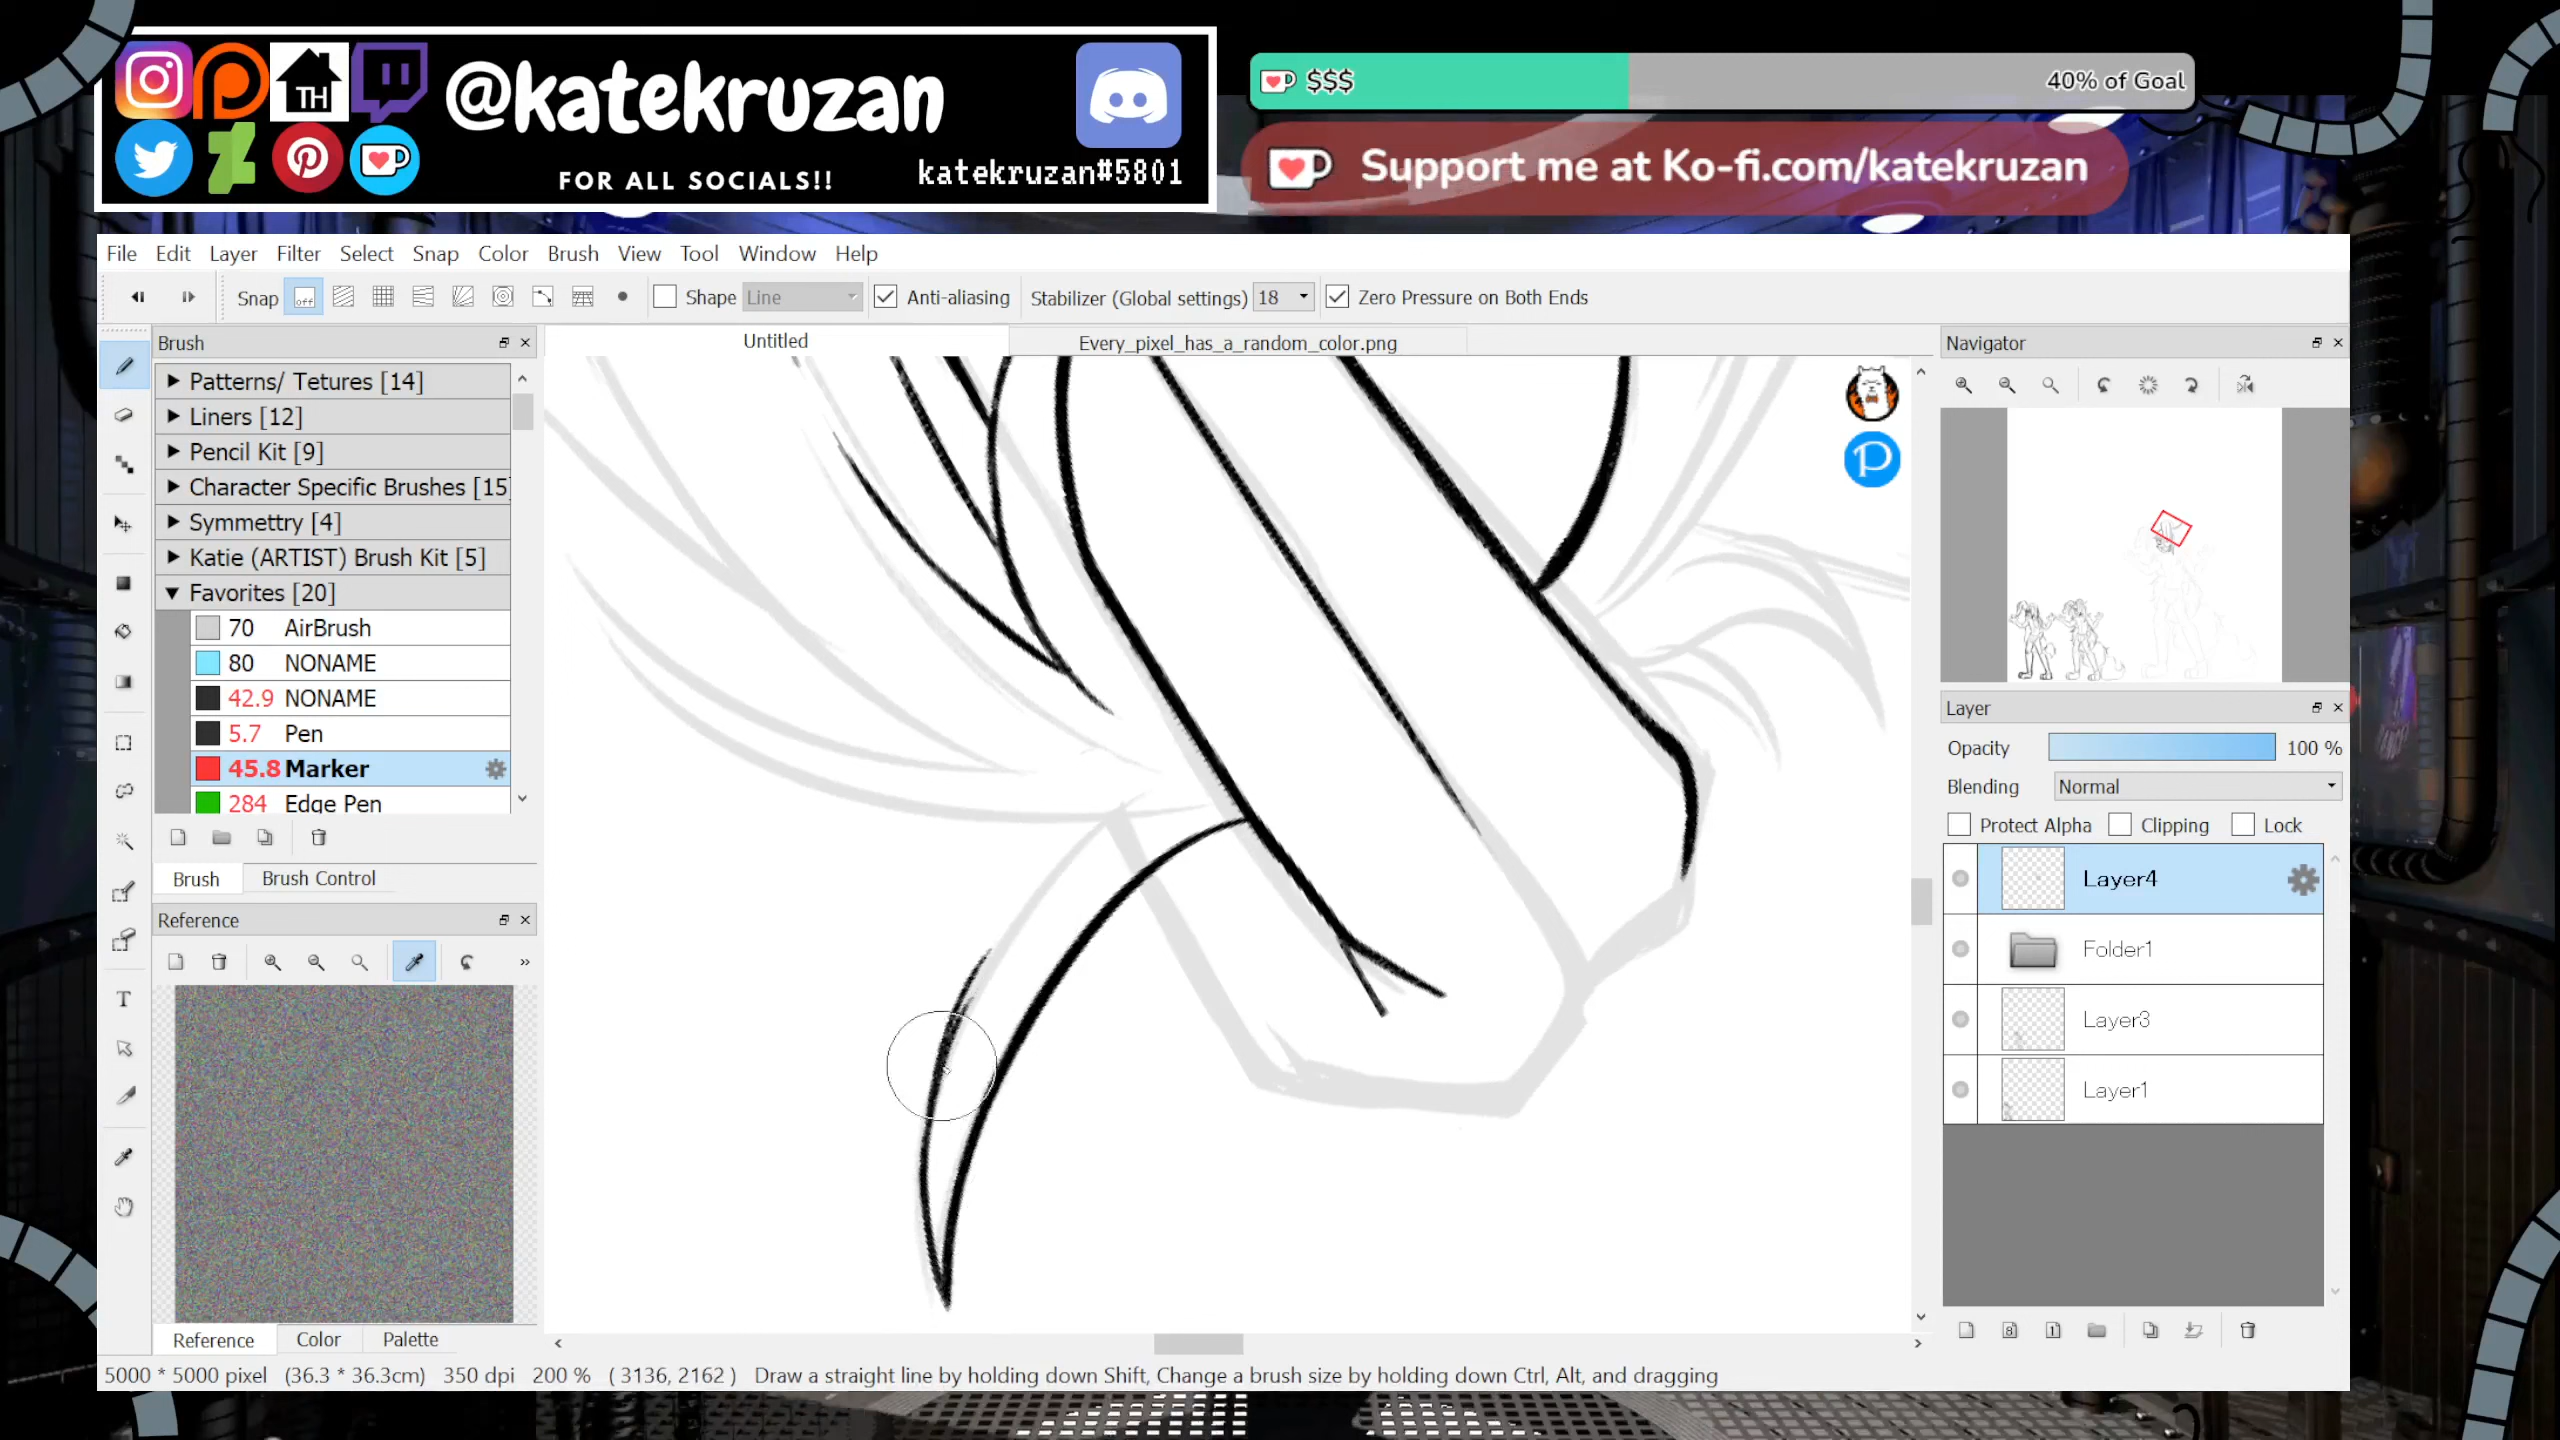 TH
@katekruzan
FOR ALL SOCIALS!!
katekruzan#5801
$$$
40% of Goal
Support me at Ko-fi.com/katekruzan
File Edit Layer Filter Select Snap Color Brush View Tool Window Help
Snap off Shape Line Anti-aliasing Stabilizer (Global settings) 18 Zero Pressure on Both Ends
Brush
Patterns/ Tetures [14]
Liners [12]
Pencil Kit [9]
Character Specific Brushes [15]
Symmettry [4]
Katie (ARTIST) Brush Kit [5]
Favorites [20]
70 AirBrush
80 NONAME
42.9 NONAME
5.7 Pen
45.8 Marker
284 Edge Pen
Brush Brush Control
Reference
Reference Color Palette
Untitled
Every_pixel_has_a_random_color.png
P
T
Navigator
Layer
Opacity 100 %
Blending Normal
Protect Alpha Clipping Lock
Layer4
Folder1
Layer3
Layer1
8 1
5000 * 5000 pixel (36.3 * 36.3cm) 350 dpi 200 % ( 3136, 2162 ) Draw a straight line by holding down Shift, Change a brush size by holding down Ctrl, Alt, and dragging